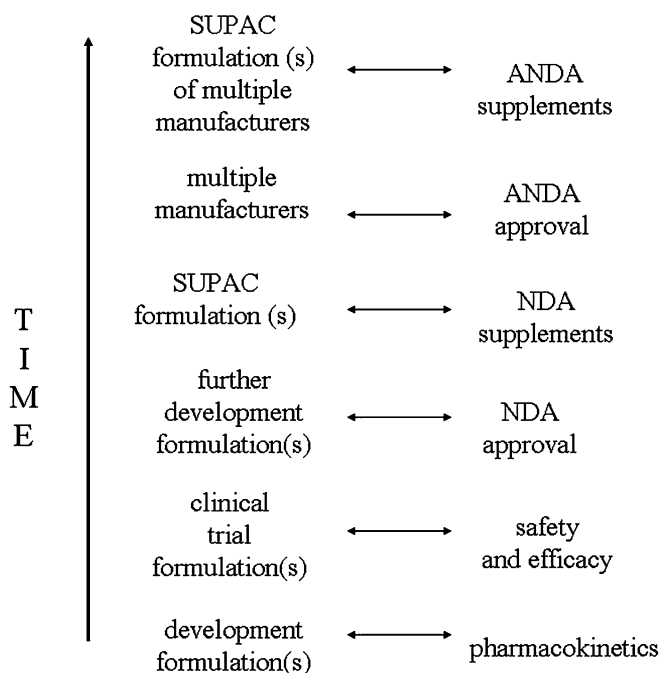 SUPAC
formulation (s)
of multiple
manufacturers
ANDA
supplements
multiple
manufacturers
ANDA
approval
SUPAC
formulation (s)
NDA
supplements
T
I
M
E
further
development
formulation(s)
NDA
approval
clinical
trial
formulation(s)
safety
and efficacy
development
formulation(s)
pharmacokinetics